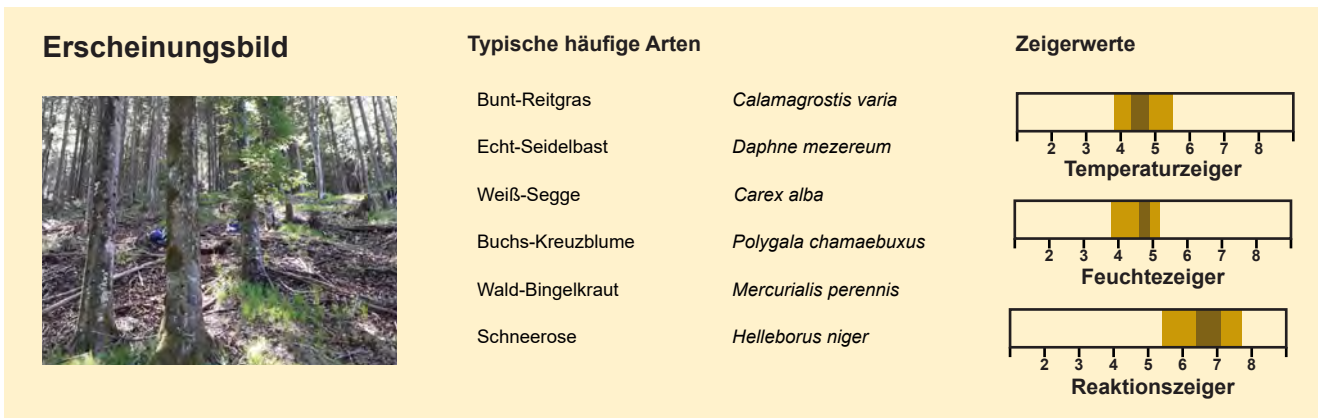 Erscheinungsbild
Typische häufige Arten
Bunt-Reitgras Calamagrostis varia
Echt-Seidelbast Daphne mezereum
Weiß-Segge Carex alba
Buchs-Kreuzblume Polygala chamaebuxus
Wald-Bingelkraut Mercurialis perennis
Schneerose Helleborus niger
Zeigerwerte
2 3 4 5 6 7 8
Temperaturzeiger
2 3 4 5 6 7 8
Feuchtezeiger
2 3 4 5 6 7 8
Reaktionszeiger